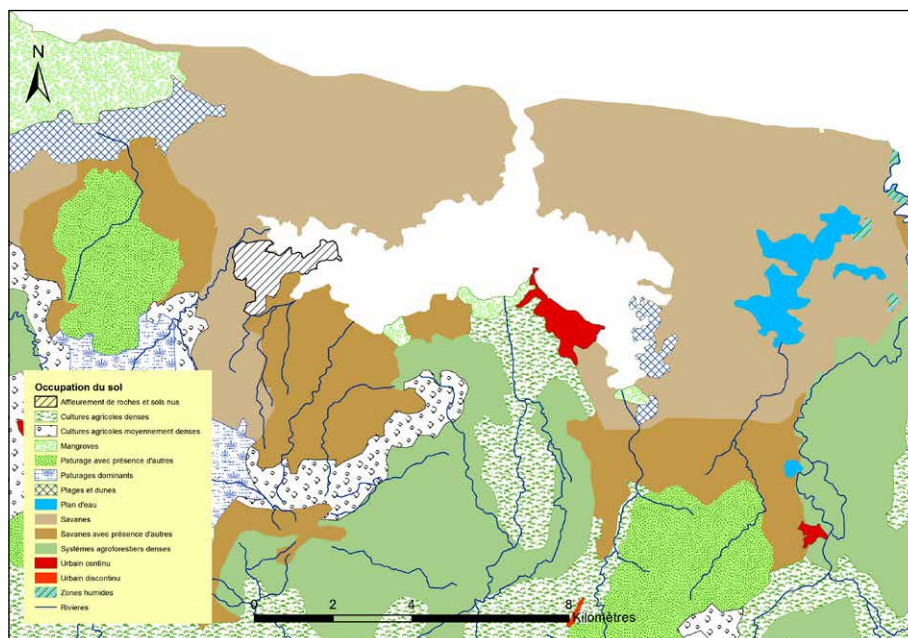 N
Occupation du sol
Affleurement de roches et sols nus
Cultures agricoles denses
Cultures agricoles moyennement denses
Mangroves
Paturage avec présence d'autres
Paturages dominants
Plages et dunes
Plan d'eau
Savanes
Savanes avec présence d'autres
Systèmes agroforestiers denses
Urbain continu
Urbain discontinu
Zones humides
Rivieres
0 2 4 8
Kilomètres